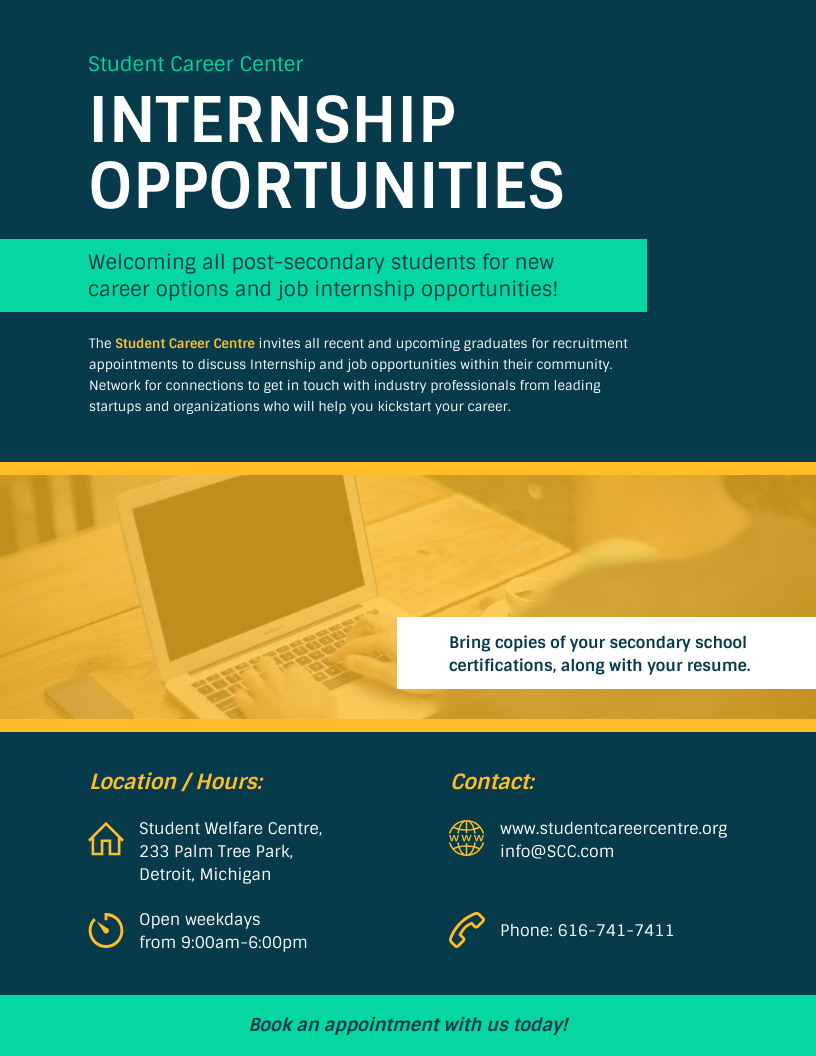 Student Career Center
INTERNSHIP
OPPORTUNITIES
Welcoming all post-secondary students for new
career options and job internship opportunities!
The Student Career Centre invites all recent and upcoming graduates for recruitment
appointments to discuss Internship and job opportunities within their community.
Network for connections to get in touch with industry professionals from leading
startups and organizations who will help you kickstart your career.
Bring copies of your secondary school
certifications, along with your resume.
Location / Hours:
Student Welfare Centre,
233 Palm Tree Park,
Detroit, Michigan
Open weekdays
from 9:00am-6:00pm
Contact:
WWW
www.studentcareercentre.org
info@SCC.com
Phone: 616-741-7411
Book an appointment with us today!